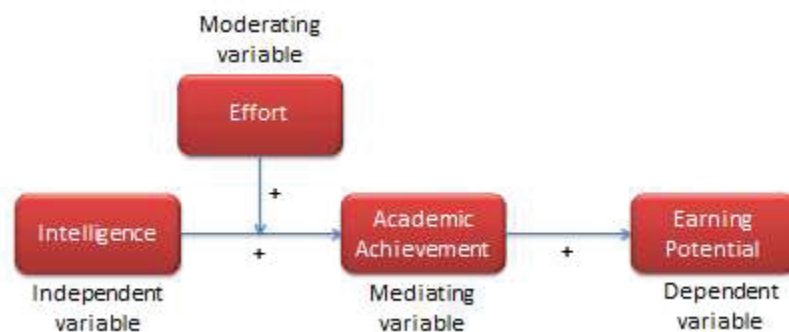 Moderating
variable
Effort
+
Intelligence
+
Academic
Achievement
+
Earning
Potential
Independent
variable
Mediating
variable
Dependent
variable